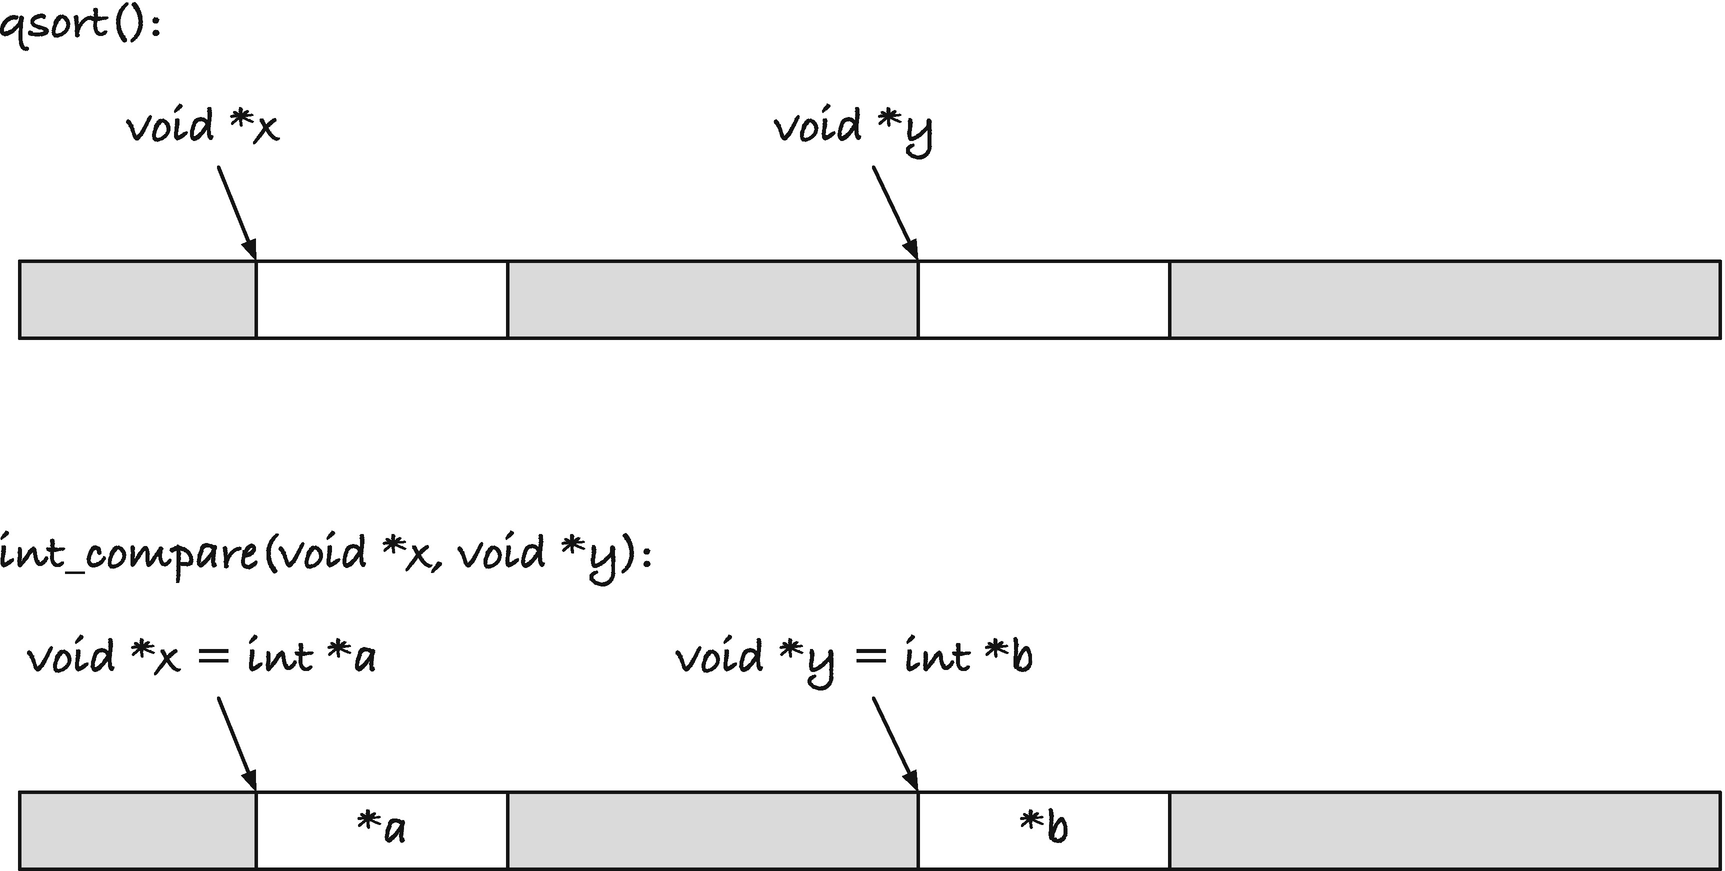 qsort():
void *x
void *y
int_compare(void *x, void *y):
void *x = int *a
void *y = int *b
*a
*b